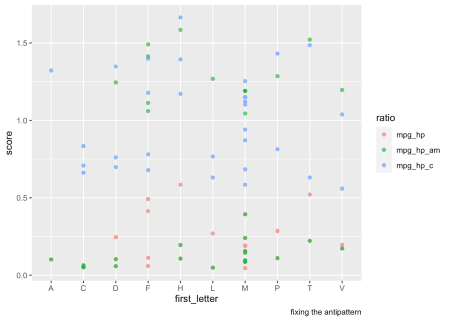 score
1.5
1.0
0.5
0.0
A C D F H L M P T V
first_letter
ratio
mpg_hp
mpg_hp_am
mpg_hp_c
fixing the antipattern